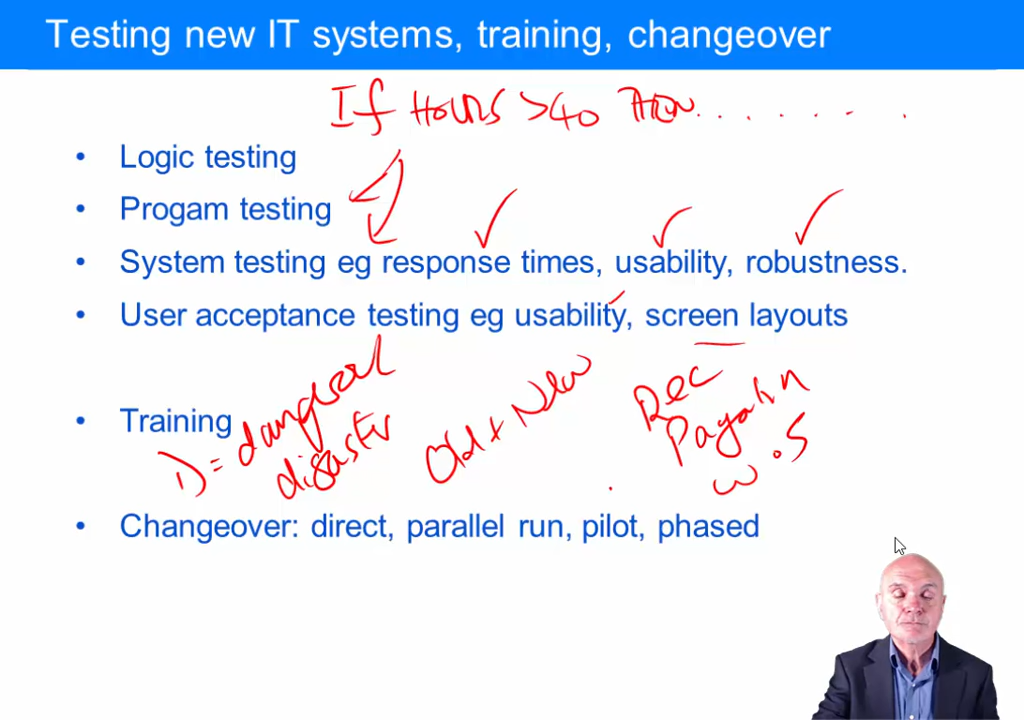 Testing new IT systems, training, changeover
If Hours >40 then........
• Logic testing
• Progam testing
• System testing eg response times, usability, robustness.
• User acceptance testing eg usability, screen layouts
• Training
D = dangerous
disaster
Old + New
Rec
W.S
• Changeover: direct, parallel run, pilot, phased